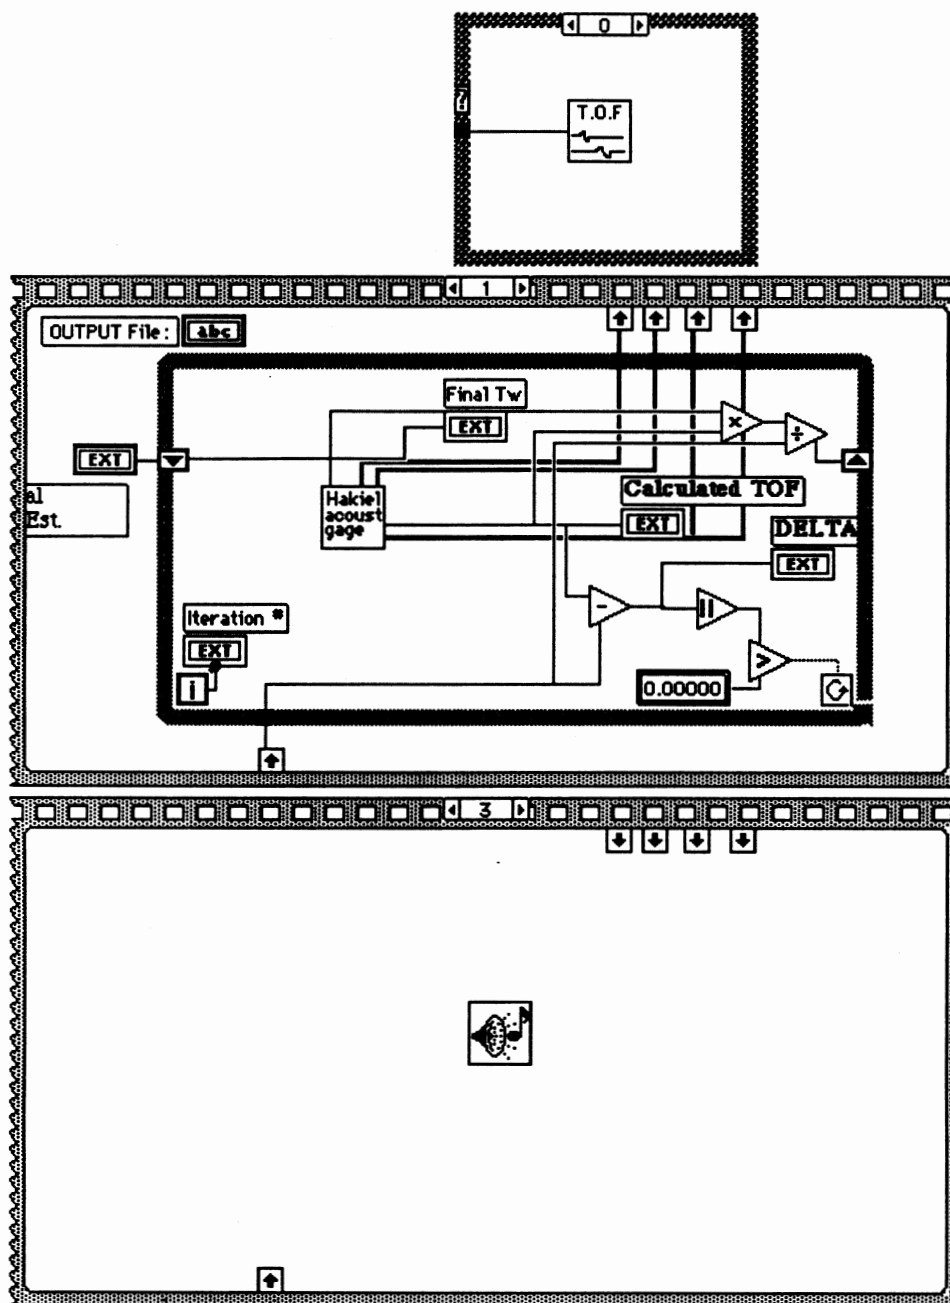 0
?
T.O.F
1
OUTPUT File: abc
Final Tw
EXT
x
÷
EXT
al
Est.
Hakiel
acoust
gage
Calculated TOF
EXT
DELTA
EXT
-
||
Iteration #
EXT
>
i
0.00000
3